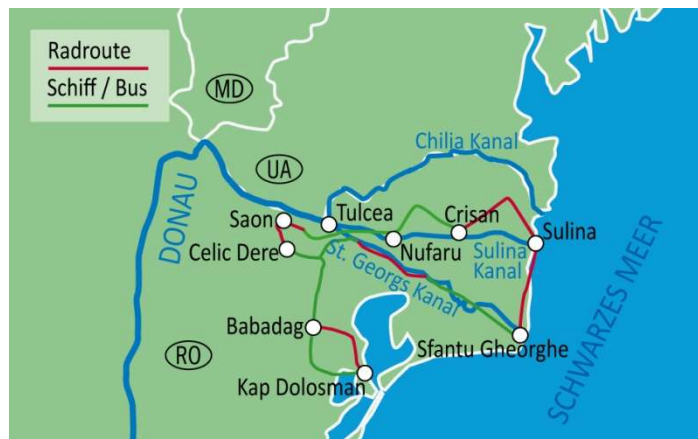 Radroute
Schiff / Bus
MD
Chilia Kanal
UA
DONAU
Saon
Tulcea
Crisan
Sulina
Celic Dere
Nufaru
Sulina
Kanal
St. Georgs Kanal
Babadag
Sfantu Gheorghe
RO
Kap Dolosman
SCHWARZES MEER